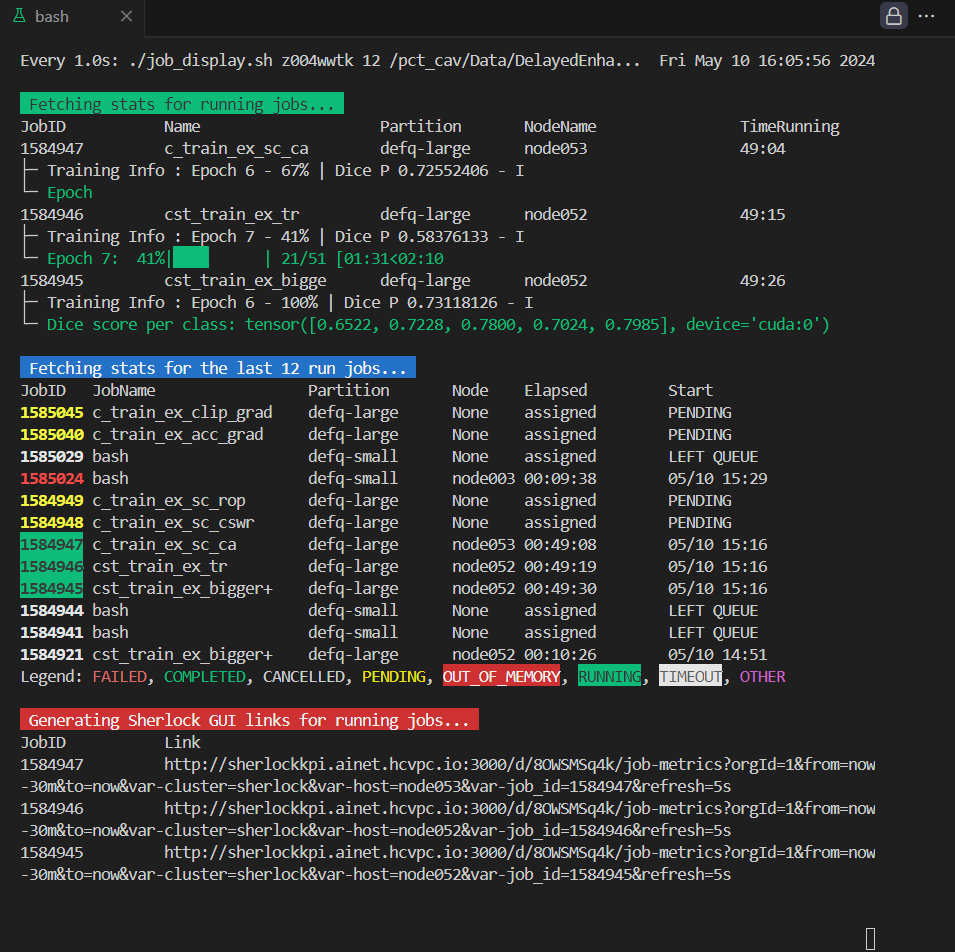 bash
Every 1.0s: ./job_display.sh z004wwtk 12 /pct_cav/Data/DelayedEnha... Fri May 10 16:05:56 2024
Fetching stats for running jobs...
JobID Name Partition NodeName TimeRunning
1584947 c_train_ex_sc_ca defq-large node053 49:04
├─ Training Info : Epoch 6 - 67% | Dice P 0.72552406 - I
└─ Epoch
1584946 cst_train_ex_tr defq-large node052 49:15
├─ Training Info : Epoch 7 - 41% | Dice P 0.58376133 - I
└─ Epoch 7: 41%|████ | 21/51 [01:31<02:10
1584945 cst_train_ex_bigge defq-large node052 49:26
├─ Training Info : Epoch 6 - 100% | Dice P 0.73118126 - I
└─ Dice score per class: tensor([0.6522, 0.7228, 0.7800, 0.7024, 0.7985], device='cuda:0')
Fetching stats for the last 12 run jobs...
JobID JobName Partition Node Elapsed Start
1585045 c_train_ex_clip_grad defq-large None assigned PENDING
1585040 c_train_ex_acc_grad defq-large None assigned PENDING
1585029 bash defq-small None assigned LEFT QUEUE
1585024 bash defq-small node003 00:09:38 05/10 15:29
1584949 c_train_ex_sc_rop defq-large None assigned PENDING
1584948 c_train_ex_sc_cswr defq-large None assigned PENDING
1584947 c_train_ex_sc_ca defq-large node053 00:49:08 05/10 15:16
1584946 cst_train_ex_tr defq-large node052 00:49:19 05/10 15:16
1584945 cst_train_ex_bigger+ defq-large node052 00:49:30 05/10 15:16
1584944 bash defq-small None assigned LEFT QUEUE
1584941 bash defq-small None assigned LEFT QUEUE
1584921 cst_train_ex_bigger+ defq-large node052 00:10:26 05/10 14:51
Legend: FAILED, COMPLETED, CANCELLED, PENDING, OUT_OF_MEMORY, RUNNING, TIMEOUT, OTHER
Generating Sherlock GUI links for running jobs...
JobID Link
1584947 http://sherlockkpi.ainet.hcvpc.io:3000/d/8OWSMSq4k/job-metrics?orgId=1&from=now
-30m&to=now&var-cluster=sherlock&var-host=node053&var-job_id=1584947&refresh=5s
1584946 http://sherlockkpi.ainet.hcvpc.io:3000/d/8OWSMSq4k/job-metrics?orgId=1&from=now
-30m&to=now&var-cluster=sherlock&var-host=node052&var-job_id=1584946&refresh=5s
1584945 http://sherlockkpi.ainet.hcvpc.io:3000/d/8OWSMSq4k/job-metrics?orgId=1&from=now
-30m&to=now&var-cluster=sherlock&var-host=node052&var-job_id=1584945&refresh=5s